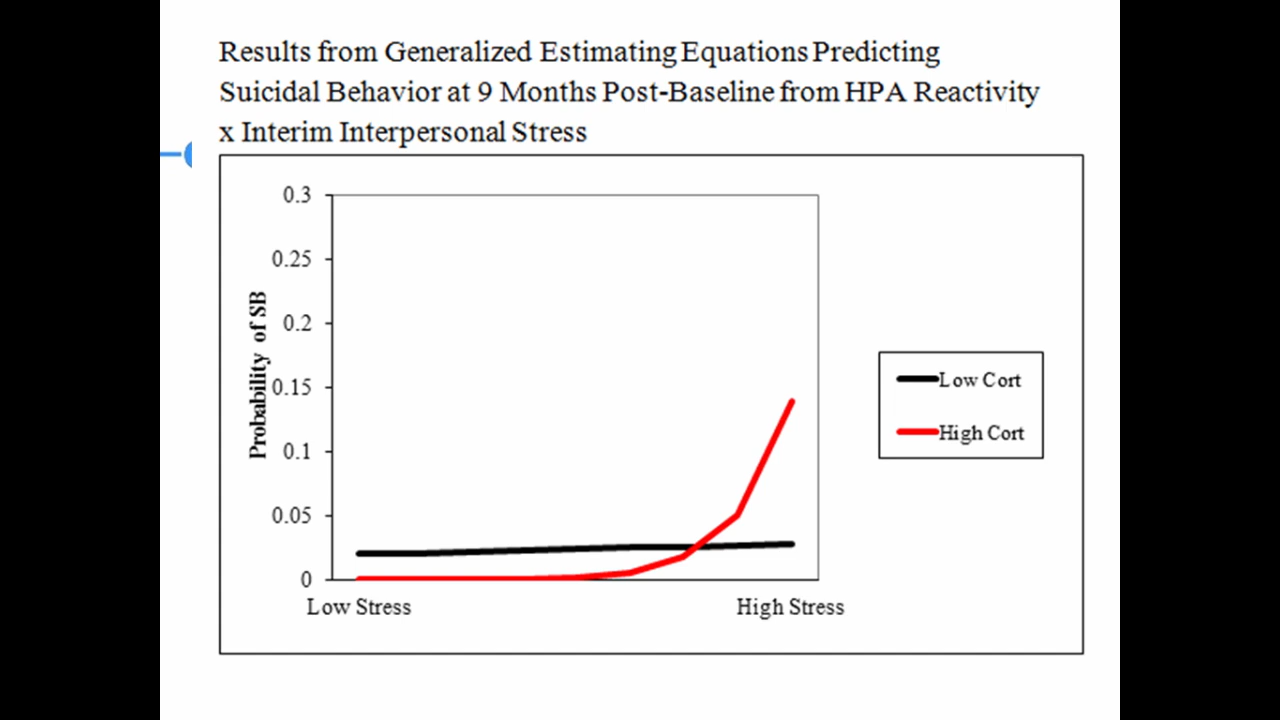 Results from Generalized Estimating Equations Predicting
Suicidal Behavior at 9 Months Post-Baseline from HPA Reactivity
x Interim Interpersonal Stress
0.3
0.25
0.2
0.15
0.1
0.05
0
Probability of SB
Low Stress
High Stress
Low Cort
High Cort